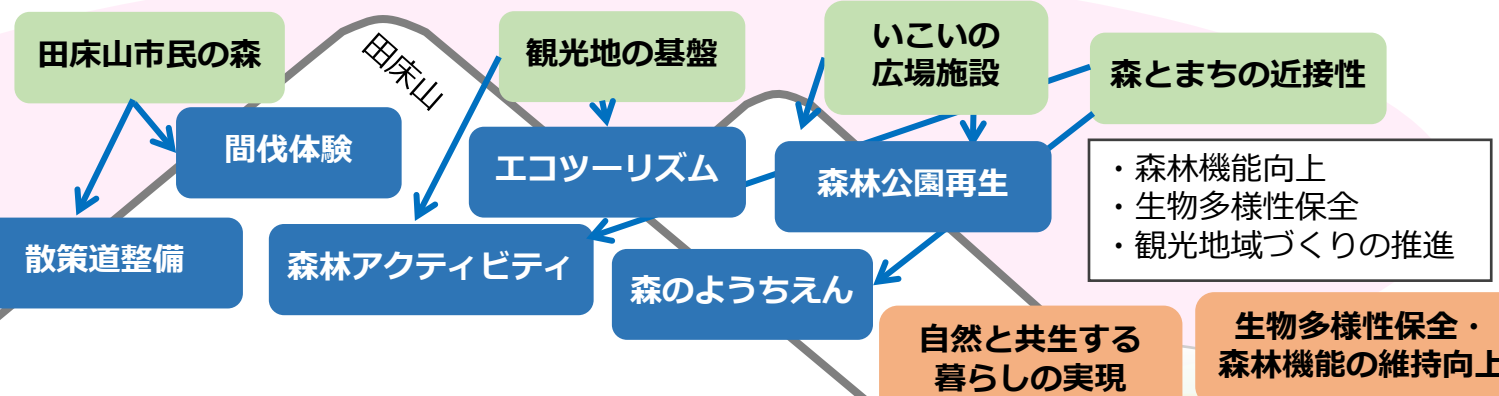 田床山市民の森
田床山
観光地の基盤
いこいの
広場施設
森とまちの近接性
間伐体験
エコツーリズム
森林公園再生
・森林機能向上
・生物多様性保全
・観光地域づくりの推進
散策道整備
森林アクティビティ
森のようちえん
自然と共生する
暮らしの実現
生物多様性保全・
森林機能の維持向上